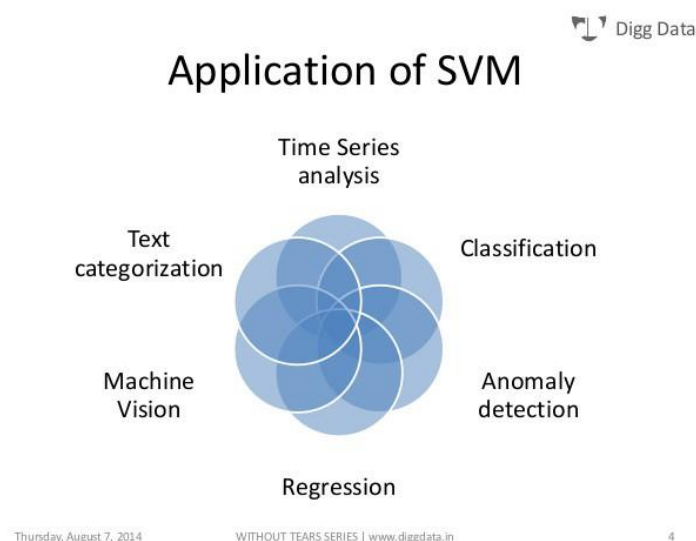 Digg Data
Application of SVM
Time Series
analysis
Text
categorization
Classification
Machine
Vision
Anomaly
detection
Regression
Thursday, August 7, 2014
WITHOUT TEARS SERIES | www.diggdata.in
4